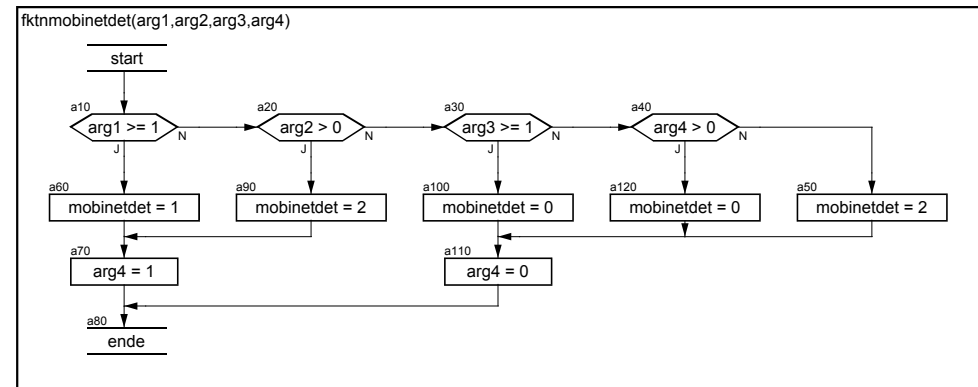 fktnmobinetdet(arg1,arg2,arg3,arg4)
start
a10
a20
a30
a40
arg1 >= 1
N
arg2 > 0
N
arg3 >= 1
N
arg4 > 0
N
J
J
J
J
a60
a90
a100
a120
a50
mobinetdet = 1
mobinetdet = 2
mobinetdet = 0
mobinetdet = 0
mobinetdet = 2
a70
a110
arg4 = 1
arg4 = 0
a80
ende